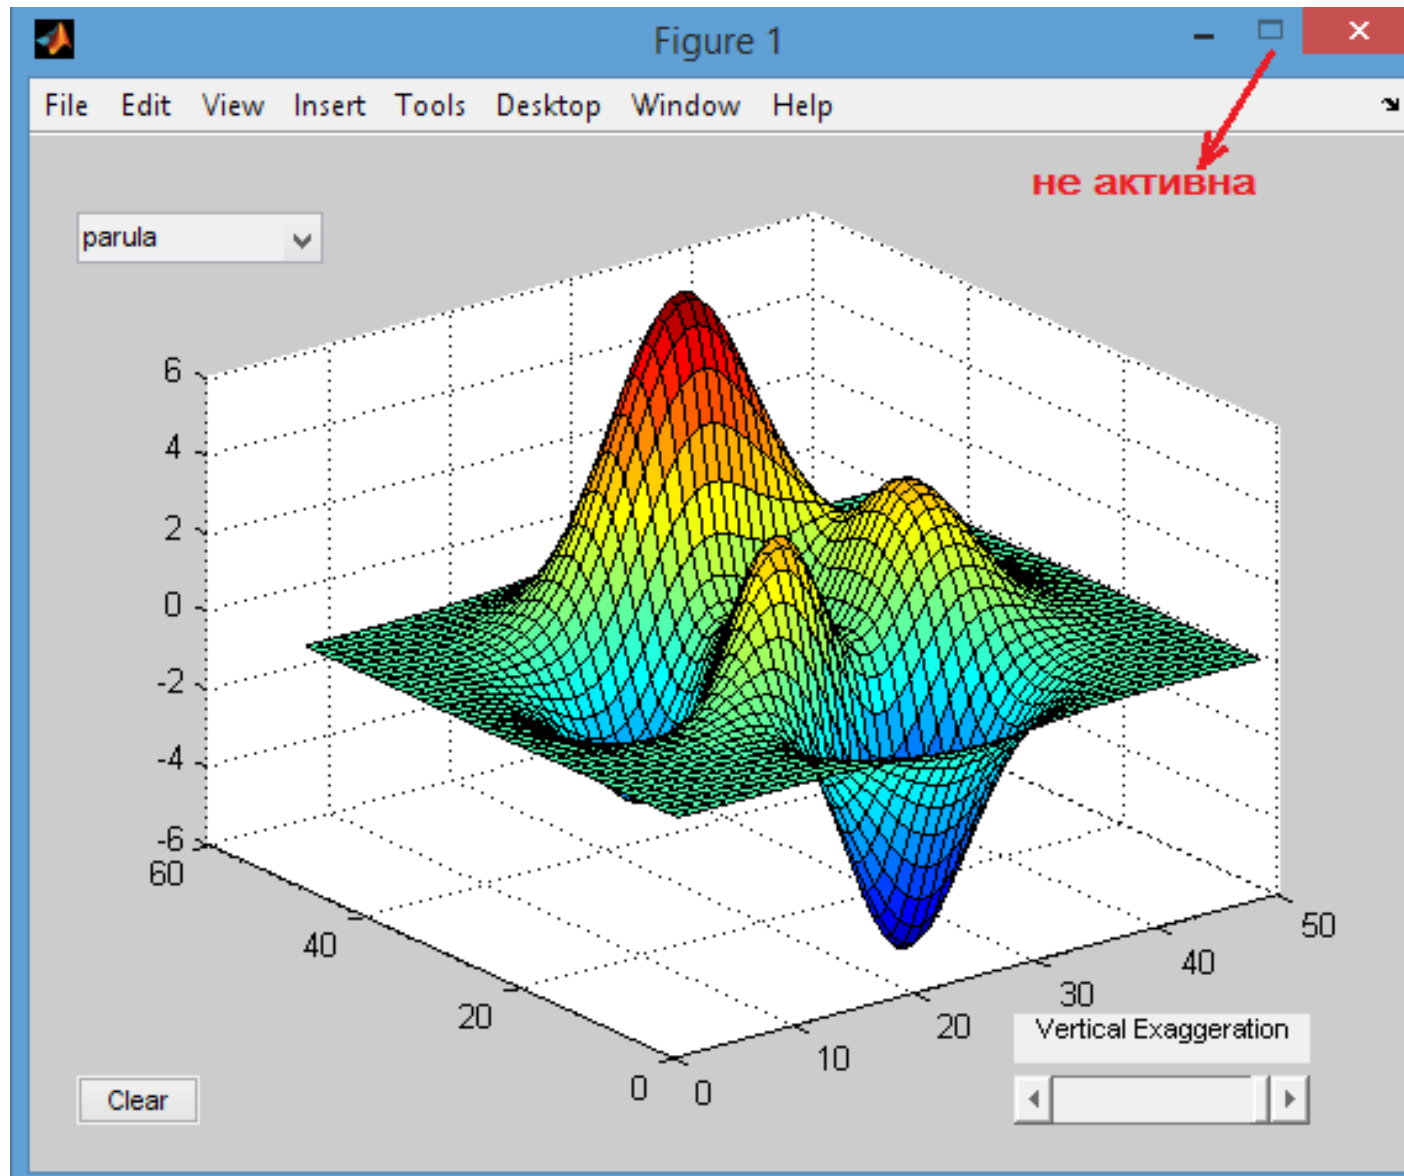 Figure 1
File Edit View Insert Tools Desktop Window Help
не активна
parula
6
4
2
0
-2
-4
-6
60
40
20
0
0
10
20
30
40
50
Vertical Exaggeration
Clear